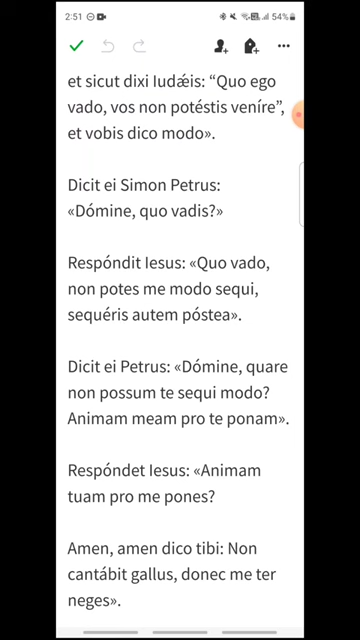 2:51
54%
et sicut dixi Iudǽis: “Quo ego
vado, vos non potéstis veníre”,
et vobis dico modo».
Dicit ei Simon Petrus:
«Dómine, quo vadis?»
Respóndit Iesus: «Quo vado,
non potes me modo sequi,
sequéris autem póstea».
Dicit ei Petrus: «Dómine, quare
non possum te sequi modo?
Animam meam pro te ponam».
Respóndet Iesus: «Animam
tuam pro me pones?
Amen, amen dico tibi: Non
cantábit gallus, donec me ter
neges».